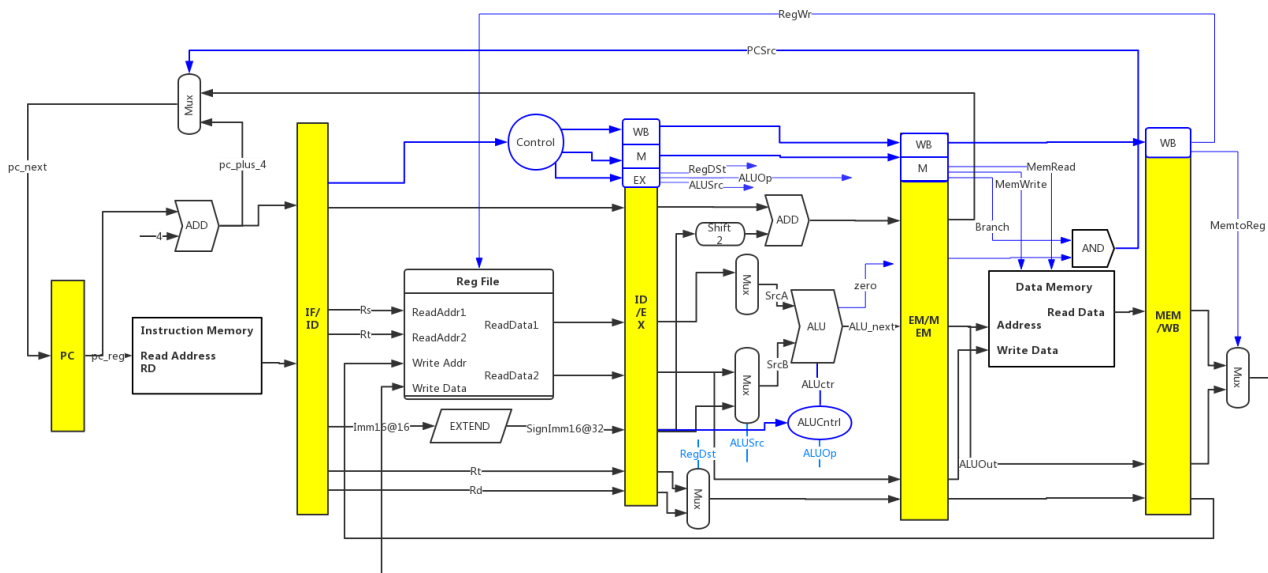 RegWr
PCSrc
Mux
pc_next
pc_plus_4
Control
WB
M
EX
RegDSt
ALUOp
ALUSrc
WB
M
MemRead
MemWrite
Branch
WB
MemtoReg
ADD
4
Shift
2
ADD
AND
PC
pc_reg
Instruction Memory
Read Address
RD
IF/
ID
Rs
Rt
Reg File
ReadAddr1
ReadData1
ReadAddr2
Write Addr
ReadData2
Write Data
Imm16@16
EXTEND
SignImm16@32
Rt
Rd
ID
/E
X
Mux
SrcA
zero
ALU
ALU_next
Mux
SrcB
ALUctr
ALUCntrl
ALUSrc
ALUOp
RegDst
Mux
EM/M
EM
Data Memory
Read Data
Address
Write Data
ALUOut
MEM
/WB
Mux